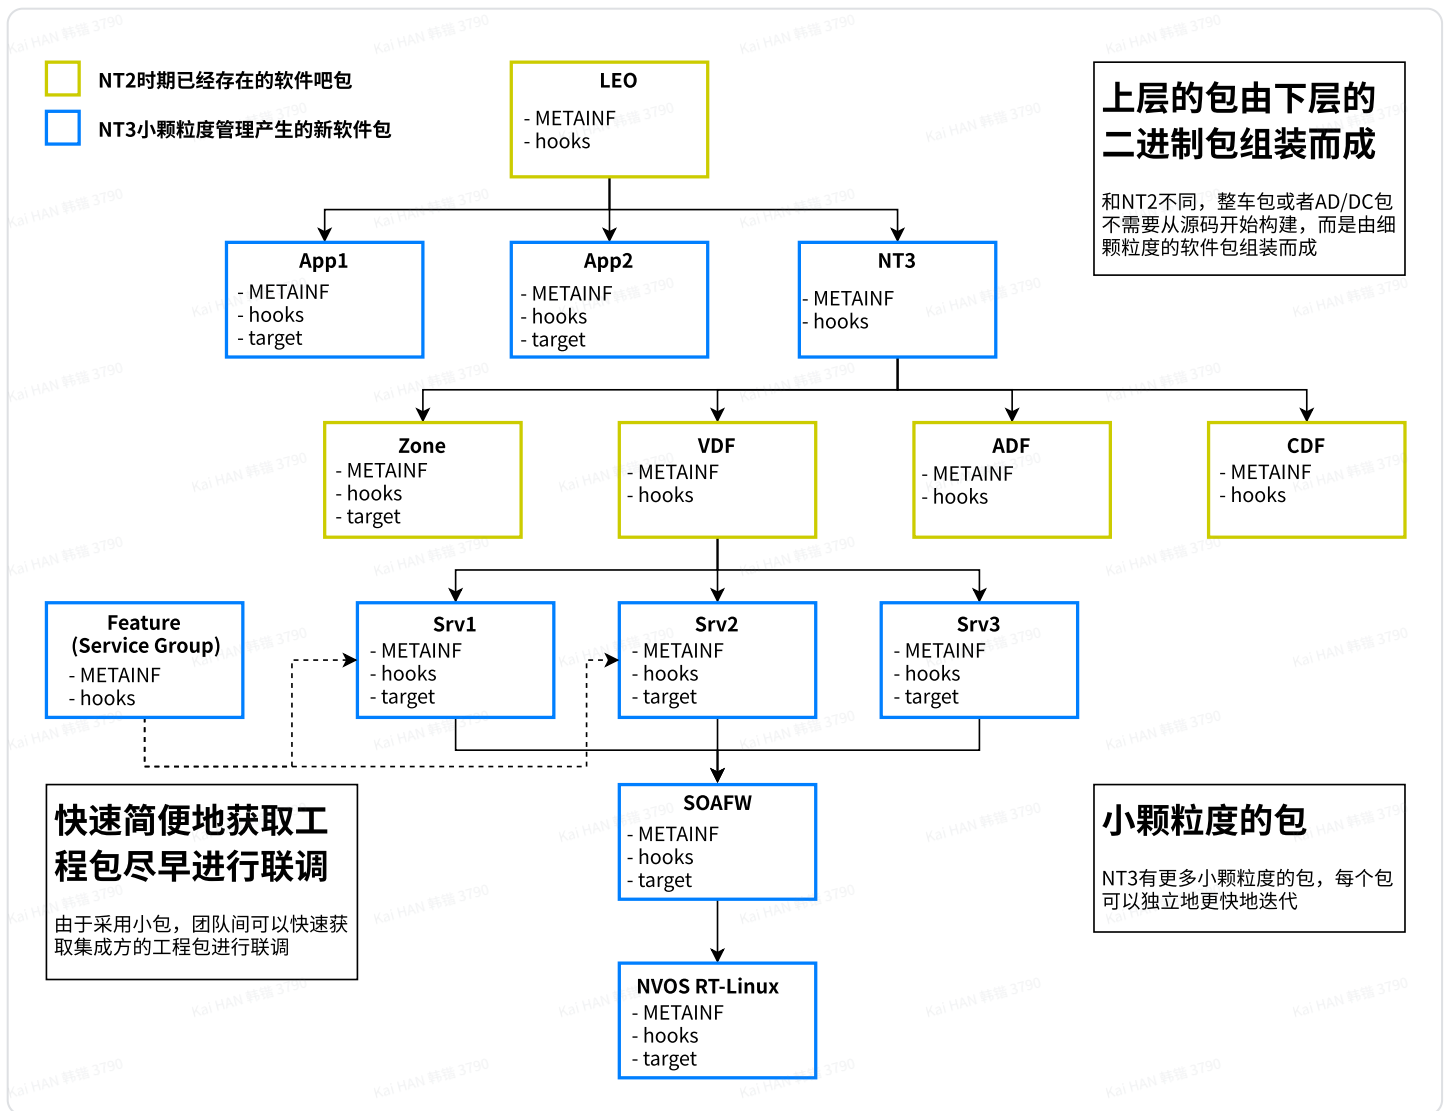 NT2时期已经存在的软件吧包
NT3小颗粒度管理产生的新软件包
LEO
- METAINF
- hooks
上层的包由下层的
二进制包组装而成
和NT2不同，整车包或者AD/DC包
不需要从源码开始构建，而是由细
颗粒度的软件包组装而成
App1
- METAINF
- hooks
- target
App2
- METAINF
- hooks
- target
NT3
- METAINF
- hooks
Zone
- METAINF
- hooks
- target
VDF
- METAINF
- hooks
ADF
- METAINF
- hooks
CDF
- METAINF
- hooks
Feature
(Service Group)
- METAINF
- hooks
Srv1
- METAINF
- hooks
- target
Srv2
- METAINF
- hooks
- target
Srv3
- METAINF
- hooks
- target
快速简便地获取工
程包尽早进行联调
由于采用小包，团队间可以快速获
取集成方的工程包进行联调
SOAFW
- METAINF
- hooks
- target
小颗粒度的包
NT3有更多小颗粒度的包，每个包
可以独立地更快地迭代
NVOS RT-Linux
- METAINF
- hooks
- target